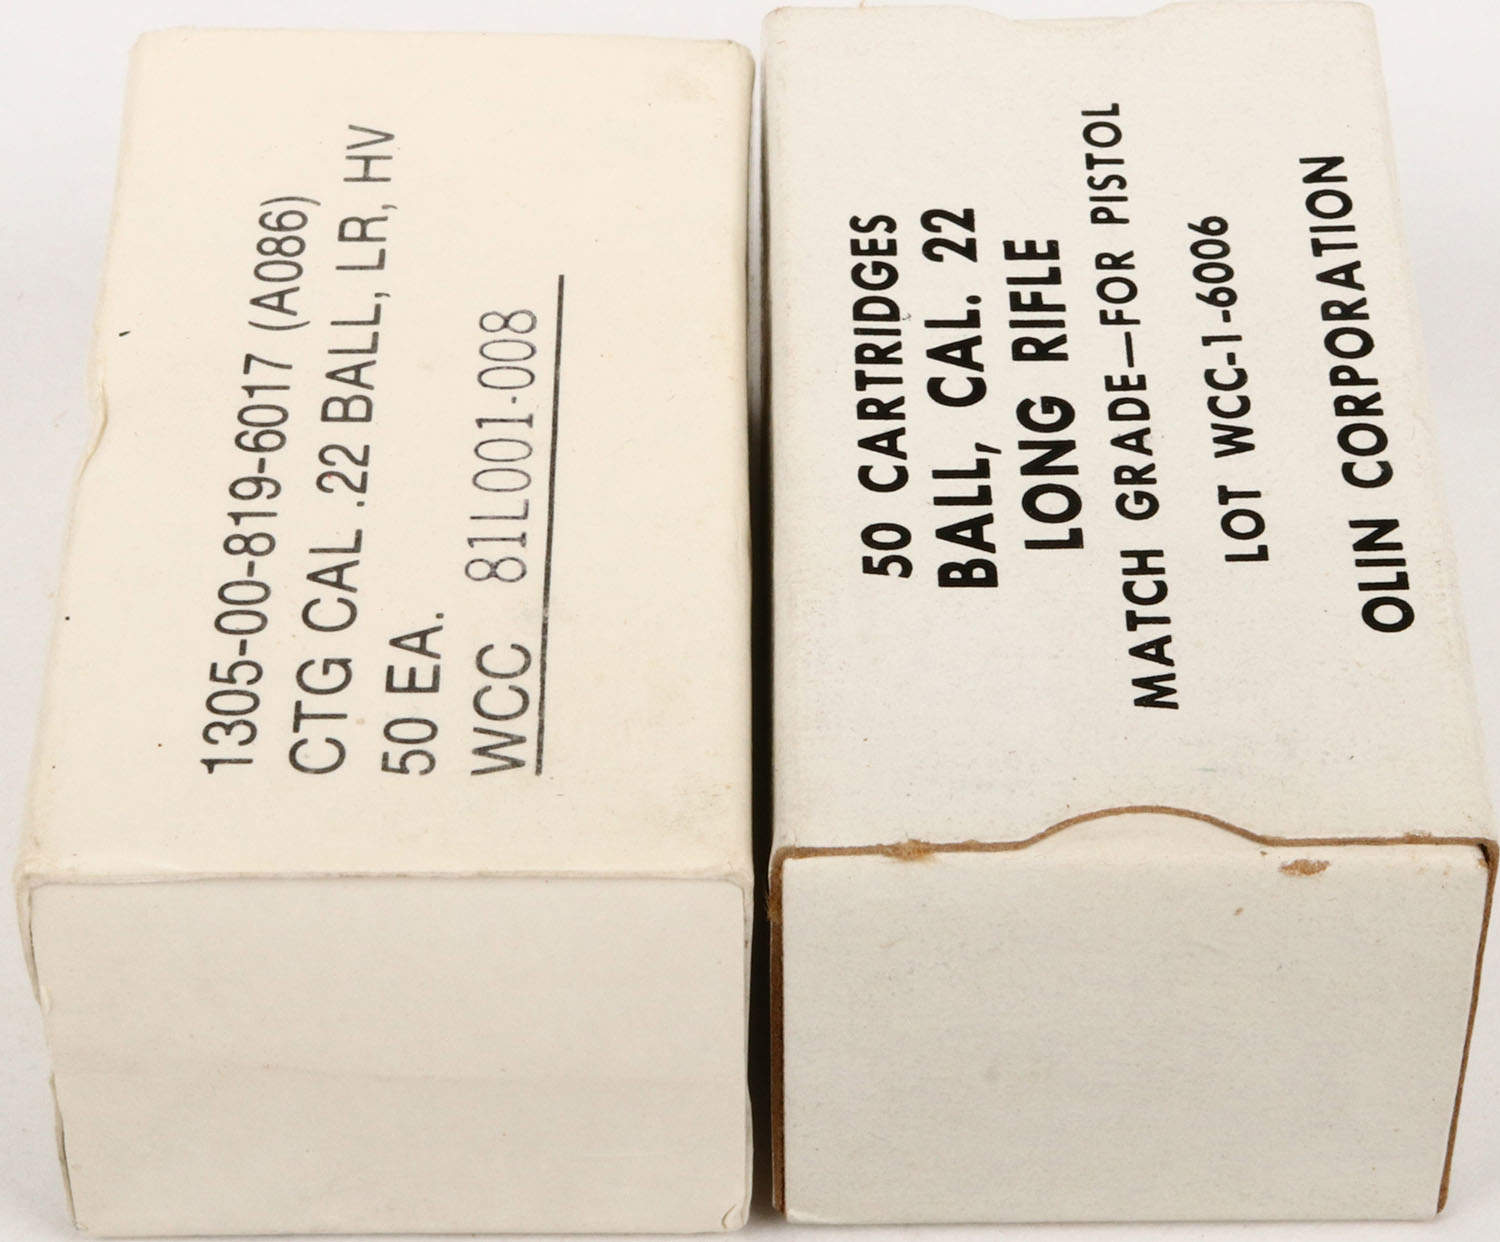 1305-00-819-6017 (A086)
CTG CAL .22 BALL, LR, HV
50 EA.
WCC 81L001-008
50 CARTRIDGES
BALL, CAL. 22
LONG RIFLE
MATCH GRADE—FOR PISTOL
LOT WCC-1-6006
OLIN CORPORATION